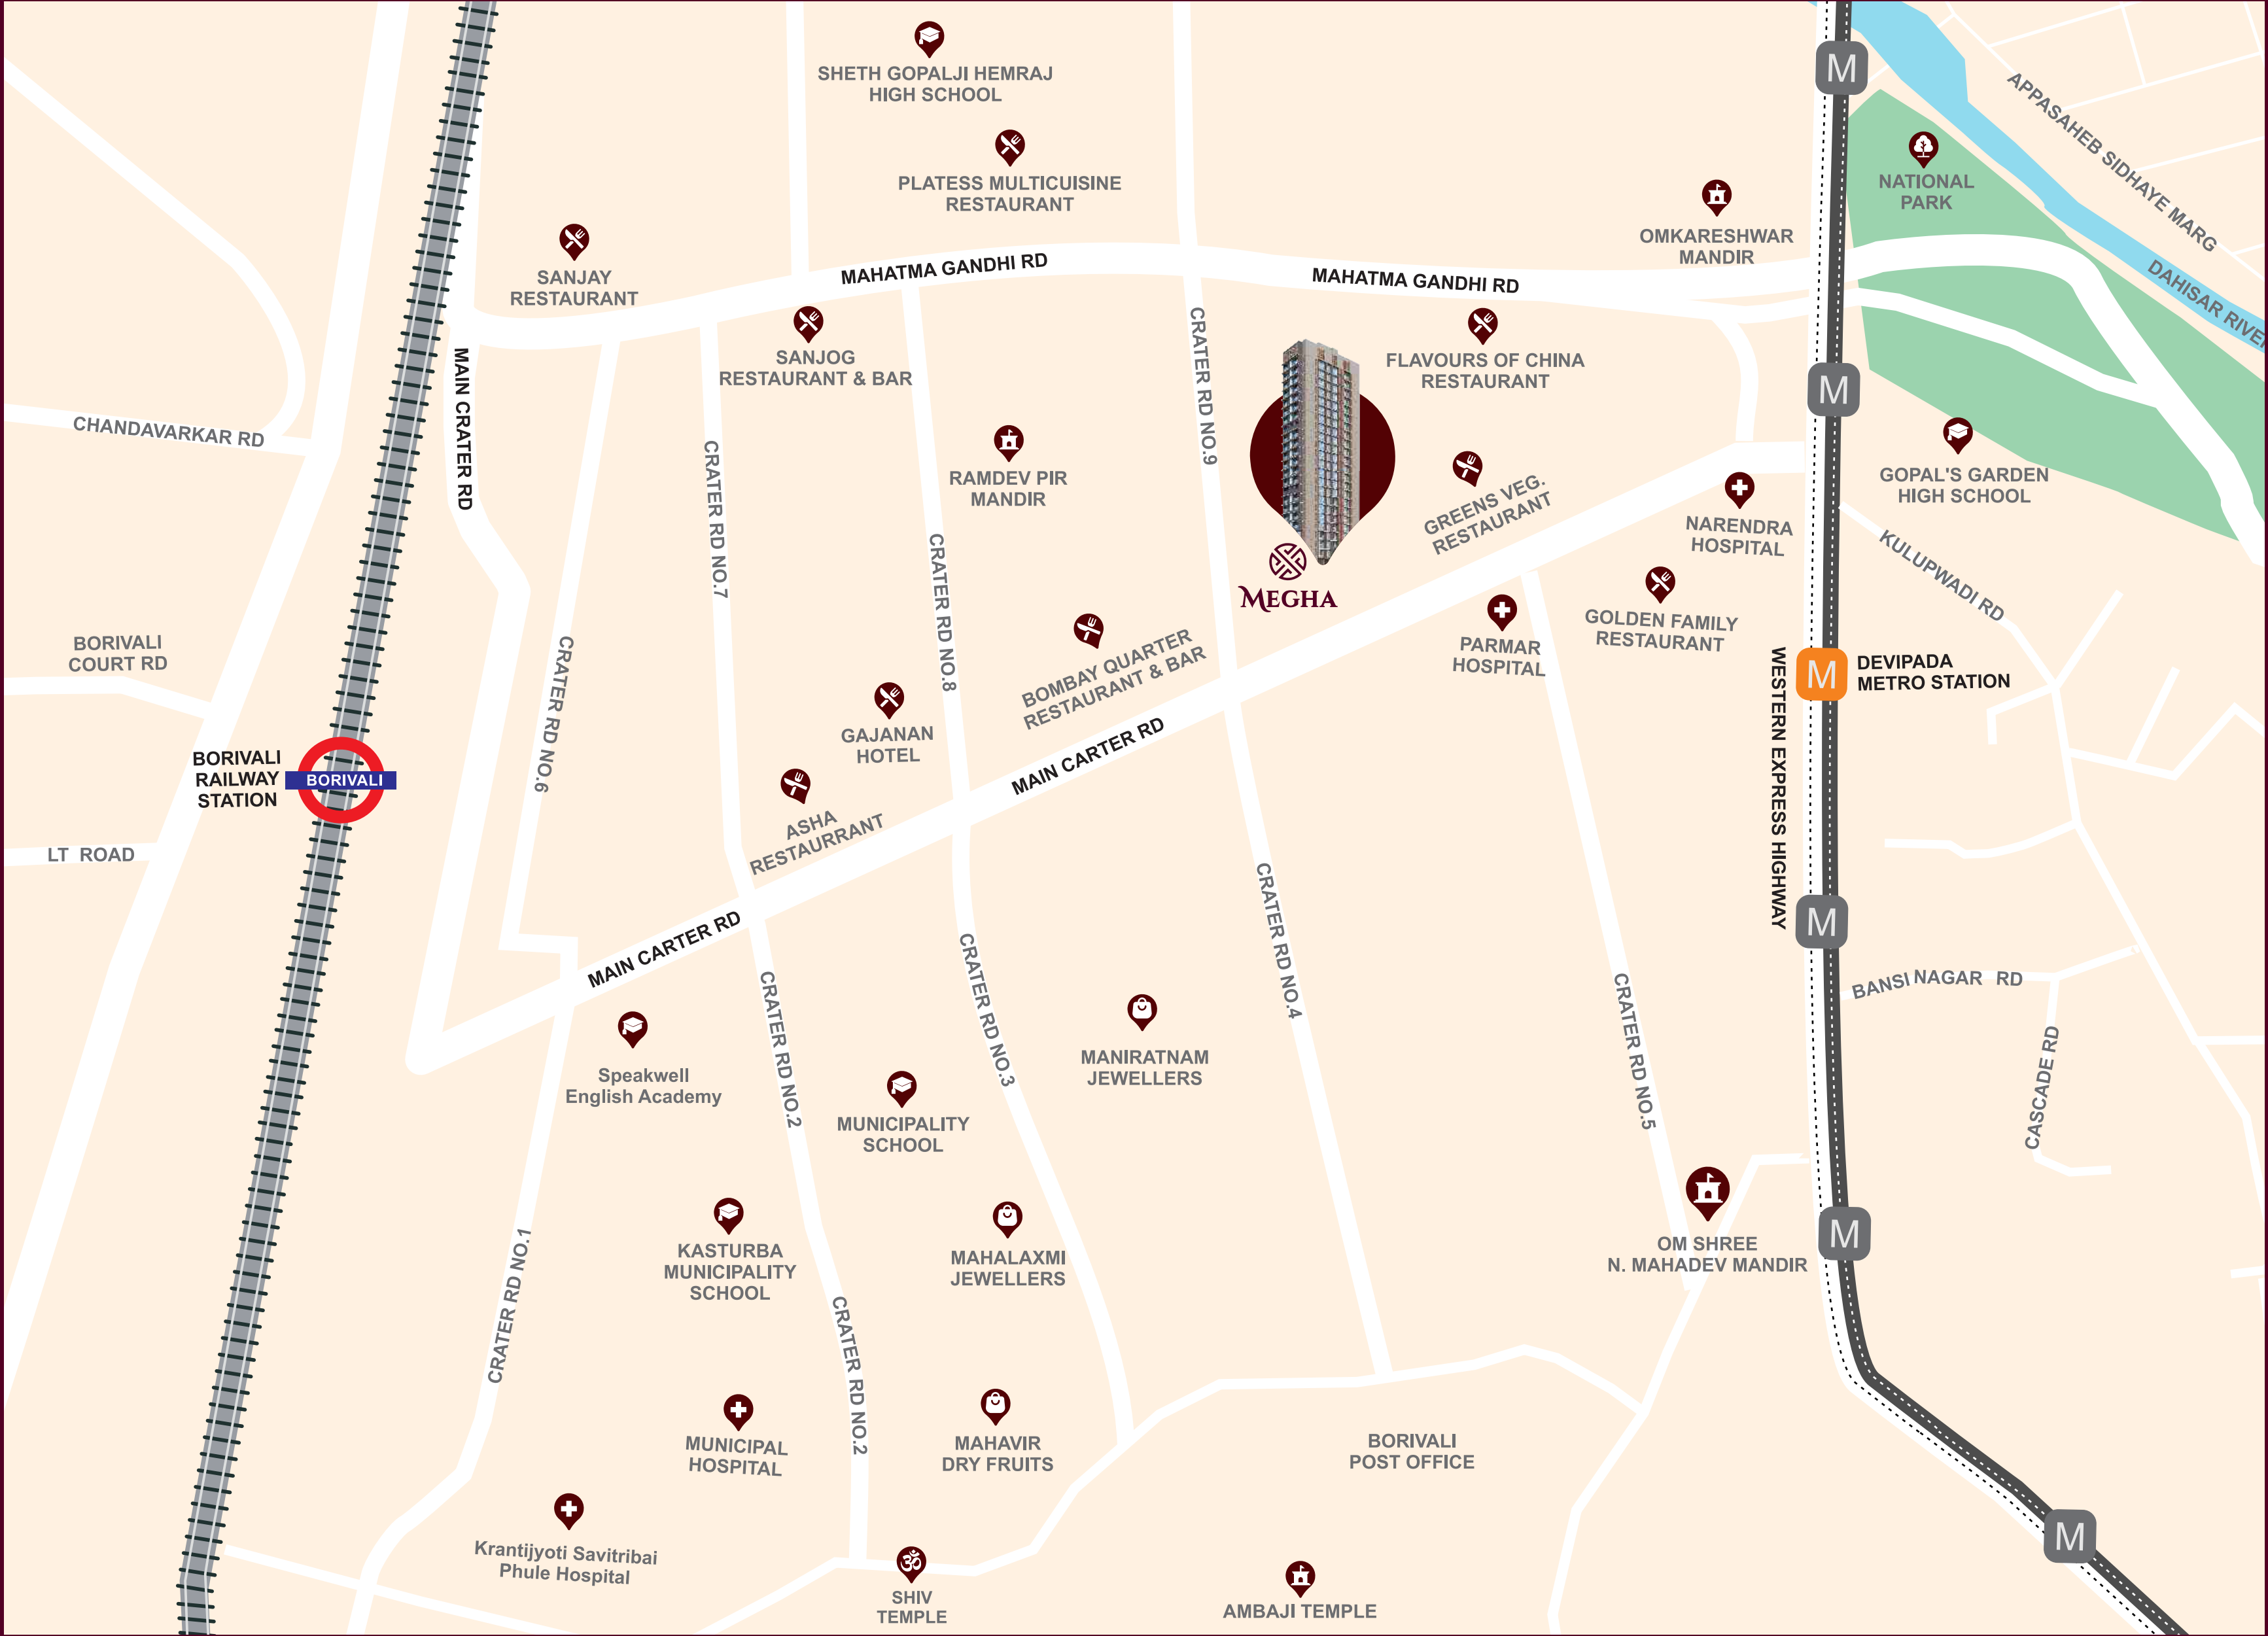 SHETH GOPALJI HEMRAJ
HIGH SCHOOL
M
APPASAHEB SIDHAYE MARG
PLATESS MULTICUISINE
RESTAURANT
NATIONAL
PARK
OMKARESHWAR
MANDIR
SANJAY
RESTAURANT
MAHATMA GANDHI RD
MAHATMA GANDHI RD
DAHISAR RIVER
SANJOG
RESTAURANT & BAR
CRATER RD NO.9
FLAVOURS OF CHINA
RESTAURANT
M
MAIN CRATER RD
CHANDAVARKAR RD
CRATER RD NO.7
RAMDEV PIR
MANDIR
GREENS VEG.
RESTAURANT
GOPAL'S GARDEN
HIGH SCHOOL
NARENDRA
HOSPITAL
KULUPWADI RD
CRATER RD NO.8
MEGHA
GOLDEN FAMILY
RESTAURANT
PARMAR
HOSPITAL
BORIVALI
COURT RD
CRATER RD NO.6
BOMBAY QUARTER
RESTAURANT & BAR
WESTERN EXPRESS HIGHWAY
M
DEVIPADA
METRO STATION
GAJANAN
HOTEL
BORIVALI
RAILWAY
STATION
BORIVALI
MAIN CARTER RD
ASHA
RESTAURRANT
LT ROAD
CRATER RD NO.4
M
MAIN CARTER RD
CRATER RD NO.3
CRATER RD NO.2
CRATER RD NO.5
BANSI NAGAR RD
CASCADE RD
Speakwell
English Academy
MANIRATNAM
JEWELLERS
MUNICIPALITY
SCHOOL
M
CRATER RD NO.1
KASTURBA
MUNICIPALITY
SCHOOL
MAHALAXMI
JEWELLERS
OM SHREE
N. MAHADEV MANDIR
CRATER RD NO.2
MUNICIPAL
HOSPITAL
MAHAVIR
DRY FRUITS
BORIVALI
POST OFFICE
M
Krantijyoti Savitribai
Phule Hospital
ॐ
SHIV
TEMPLE
AMBAJI TEMPLE